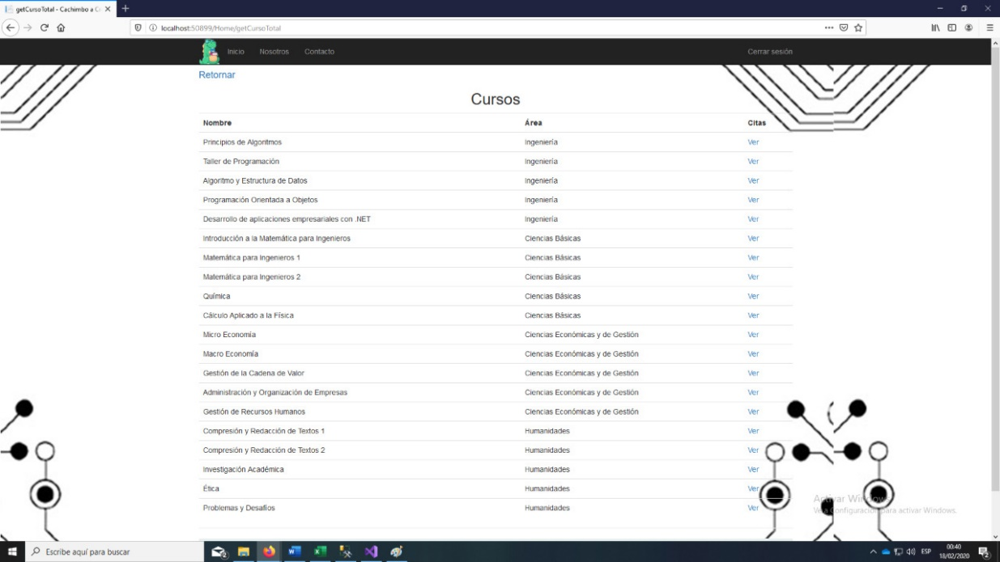 getCursoTotal - Cachimbo a C
localhost:50899/Home/getCursoTotal
Inicio Nosotros Contacto Cerrar sesión
Retornar
Cursos
Nombre Área Citas
Principios de Algoritmos Ingeniería Ver
Taller de Programación Ingeniería Ver
Algoritmo y Estructura de Datos Ingeniería Ver
Programación Orientada a Objetos Ingeniería Ver
Desarrollo de aplicaciones empresariales con .NET Ingeniería Ver
Introducción a la Matemática para Ingenieros Ciencias Básicas Ver
Matemática para Ingenieros 1 Ciencias Básicas Ver
Matemática para Ingenieros 2 Ciencias Básicas Ver
Química Ciencias Básicas Ver
Cálculo Aplicado a la Física Ciencias Básicas Ver
Micro Economía Ciencias Económicas y de Gestión Ver
Macro Economía Ciencias Económicas y de Gestión Ver
Gestión de la Cadena de Valor Ciencias Económicas y de Gestión Ver
Administración y Organización de Empresas Ciencias Económicas y de Gestión Ver
Gestión de Recursos Humanos Ciencias Económicas y de Gestión Ver
Compresión y Redacción de Textos 1 Humanidades Ver
Compresión y Redacción de Textos 2 Humanidades Ver
Investigación Académica Humanidades Ver
Ética Humanidades Ver
Problemas y Desafíos Humanidades Ver
Activar Windows
Ve a Configuración para activar Windows.
Escribe aquí para buscar
ESP
00:40
18/02/2020